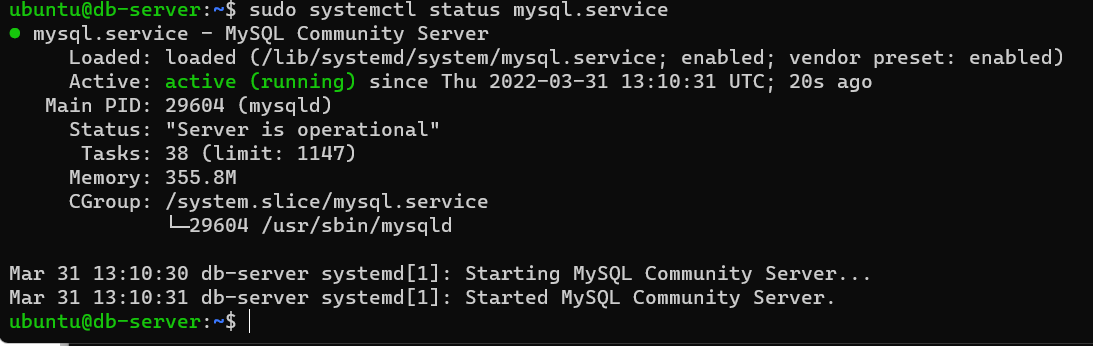 ubuntu@db-server:~$ sudo systemctl status mysql.service
● mysql.service - MySQL Community Server
     Loaded: loaded (/lib/systemd/system/mysql.service; enabled; vendor preset: enabled)
     Active: active (running) since Thu 2022-03-31 13:10:31 UTC; 20s ago
   Main PID: 29604 (mysqld)
     Status: "Server is operational"
      Tasks: 38 (limit: 1147)
     Memory: 355.8M
     CGroup: /system.slice/mysql.service
             └─29604 /usr/sbin/mysqld
Mar 31 13:10:30 db-server systemd[1]: Starting MySQL Community Server...
Mar 31 13:10:31 db-server systemd[1]: Started MySQL Community Server.
ubuntu@db-server:~$